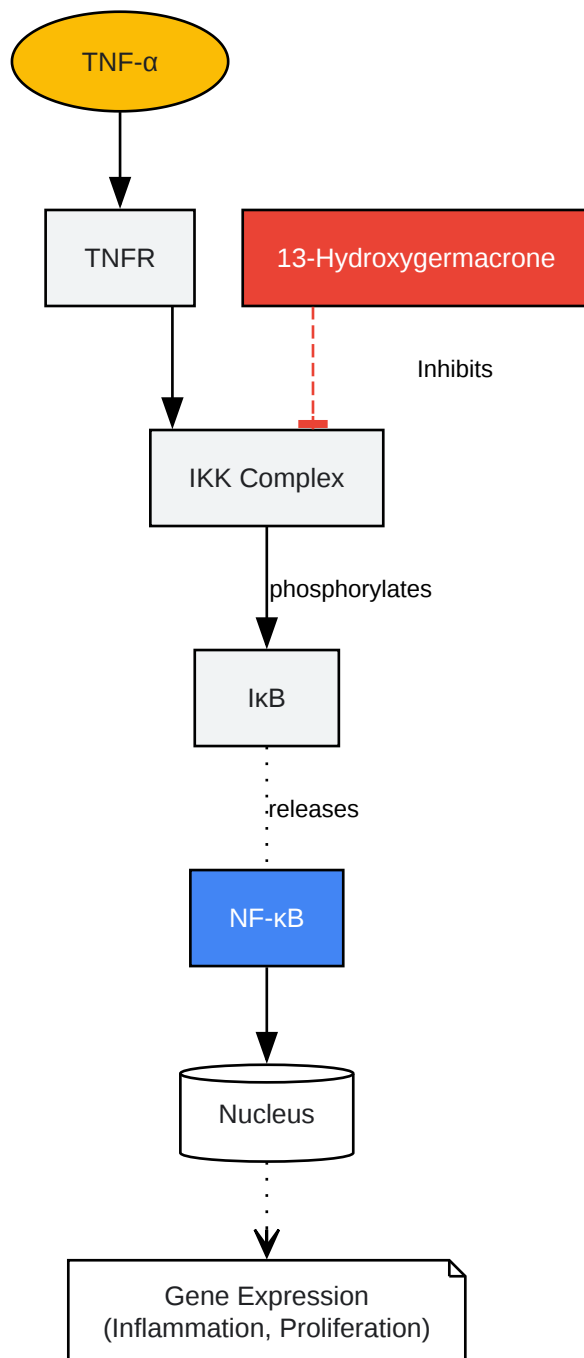 TNF-α
TNFR
13-Hydroxygermacrone
Inhibits
IKK Complex
phosphorylates
IκB
releases
NF-κB
Nucleus
Gene Expression
(Inflammation, Proliferation)